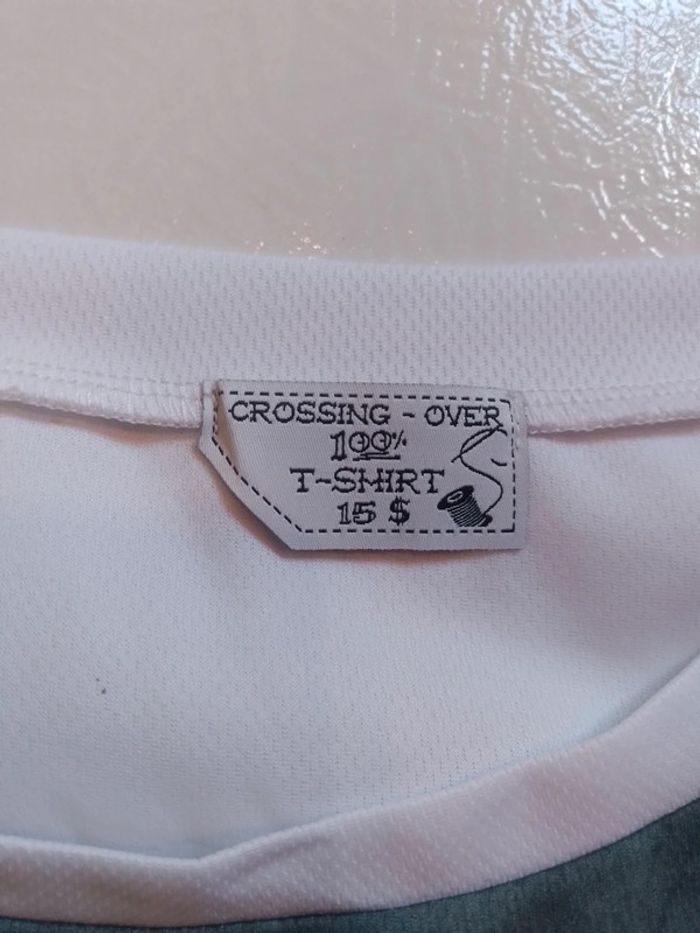 CROSSING - OVER
100%
T-SHIRT
15 $